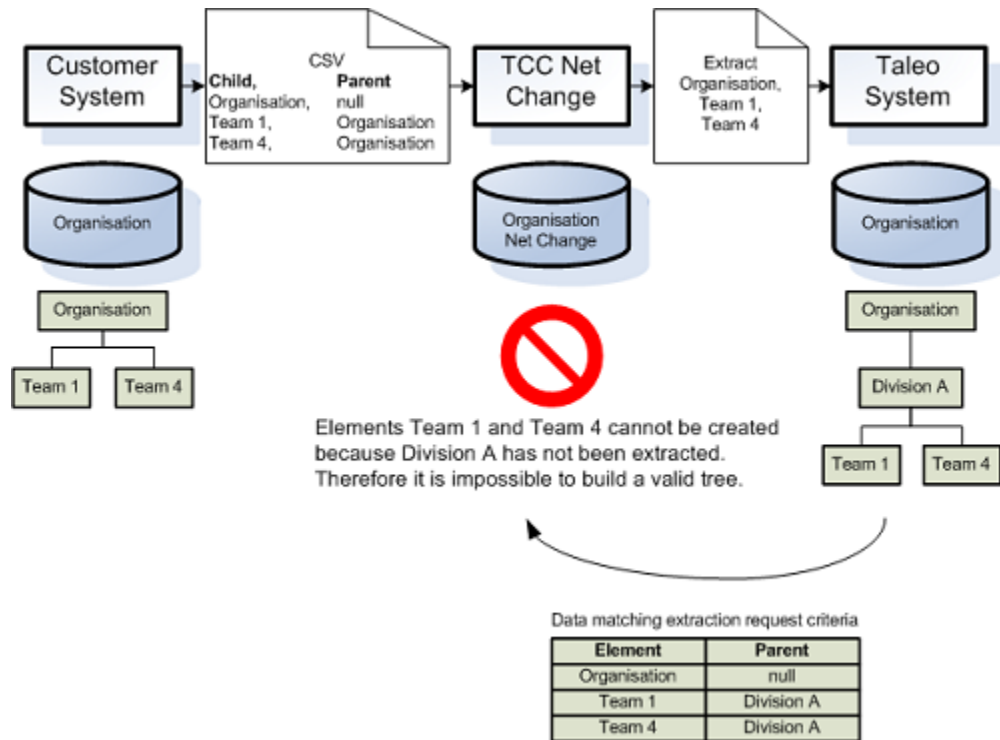 Customer
System
CSV
Child, Parent
Organisation, null
Team 1, Organisation
Team 4, Organisation
TCC Net
Change
Extract
Organisation,
Team 1,
Team 4
Taleo
System
Organisation
Organisation
Net Change
Organisation
Organisation
Organisation
Team 1
Team 4
Division A
Team 1
Team 4
Elements Team 1 and Team 4 cannot be created
because Division A has not been extracted.
Therefore it is impossible to build a valid tree.
Data matching extraction request criteria
Element Parent
Organisation null
Team 1 Division A
Team 4 Division A